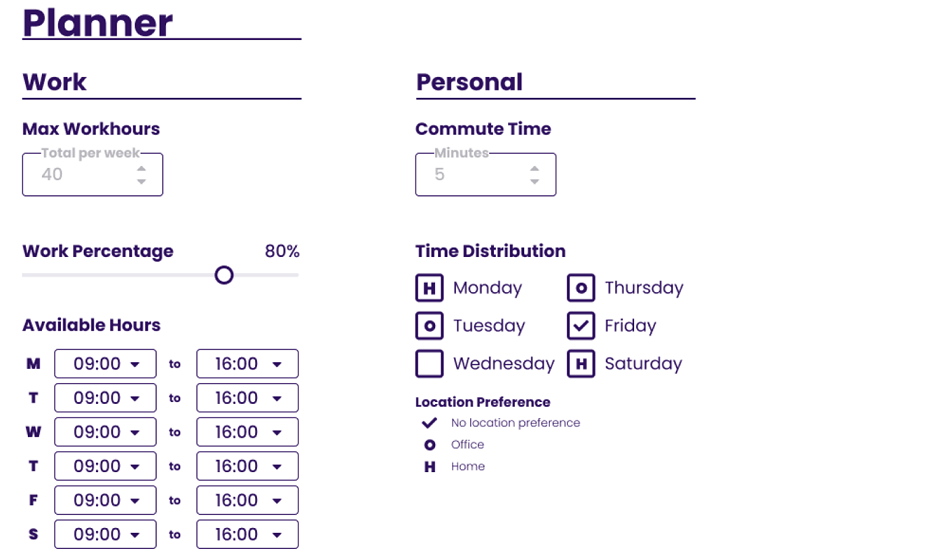 Planner
Work
Max Workhours
Total per week
40
Work Percentage 80%
Available Hours
M 09:00 to 16:00
T 09:00 to 16:00
W 09:00 to 16:00
T 09:00 to 16:00
F 09:00 to 16:00
S 09:00 to 16:00
Personal
Commute Time
Minutes
5
Time Distribution
H Monday O Thursday
O Tuesday Friday
Wednesday H Saturday
Location Preference
No location preference
O Office
H Home